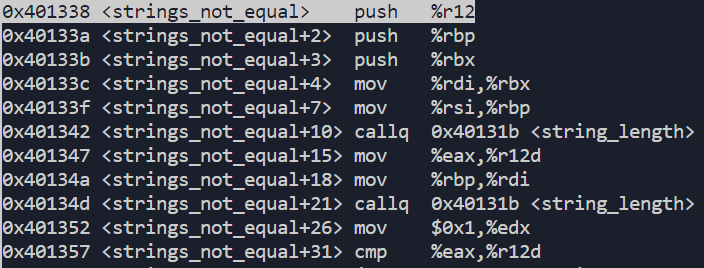 0x401338 <strings_not_equal> push %r12
0x40133a <strings_not_equal+2> push %rbp
0x40133b <strings_not_equal+3> push %rbx
0x40133c <strings_not_equal+4> mov %rdi,%rbx
0x40133f <strings_not_equal+7> mov %rsi,%rbp
0x401342 <strings_not_equal+10> callq 0x40131b <string_length>
0x401347 <strings_not_equal+15> mov %eax,%r12d
0x40134a <strings_not_equal+18> mov %rbp,%rdi
0x40134d <strings_not_equal+21> callq 0x40131b <string_length>
0x401352 <strings_not_equal+26> mov $0x1,%edx
0x401357 <strings_not_equal+31> cmp %eax,%r12d